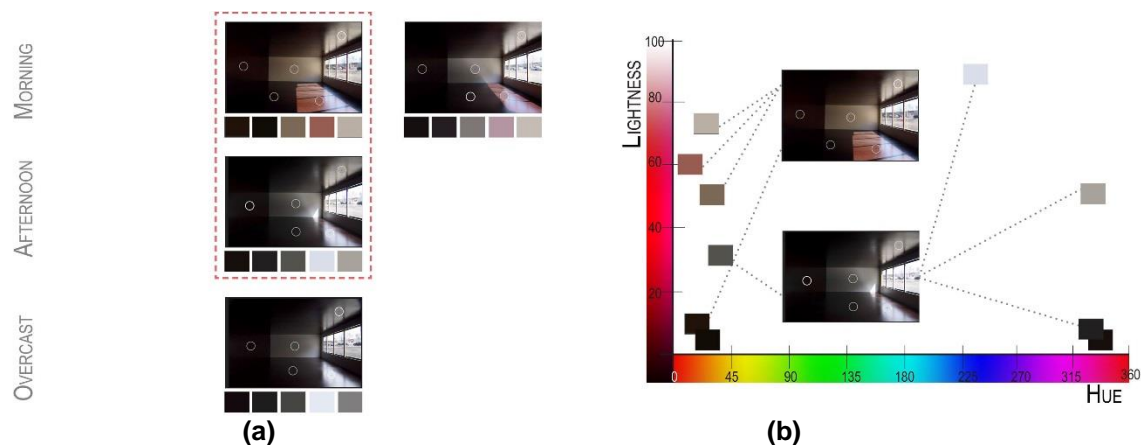 MORNING
AFTERNOON
OVERCAST
(a)
LIGHTNESS
100
80
60
40
20
0 45 90 135 180 225 270 315 360
HUE
(b)